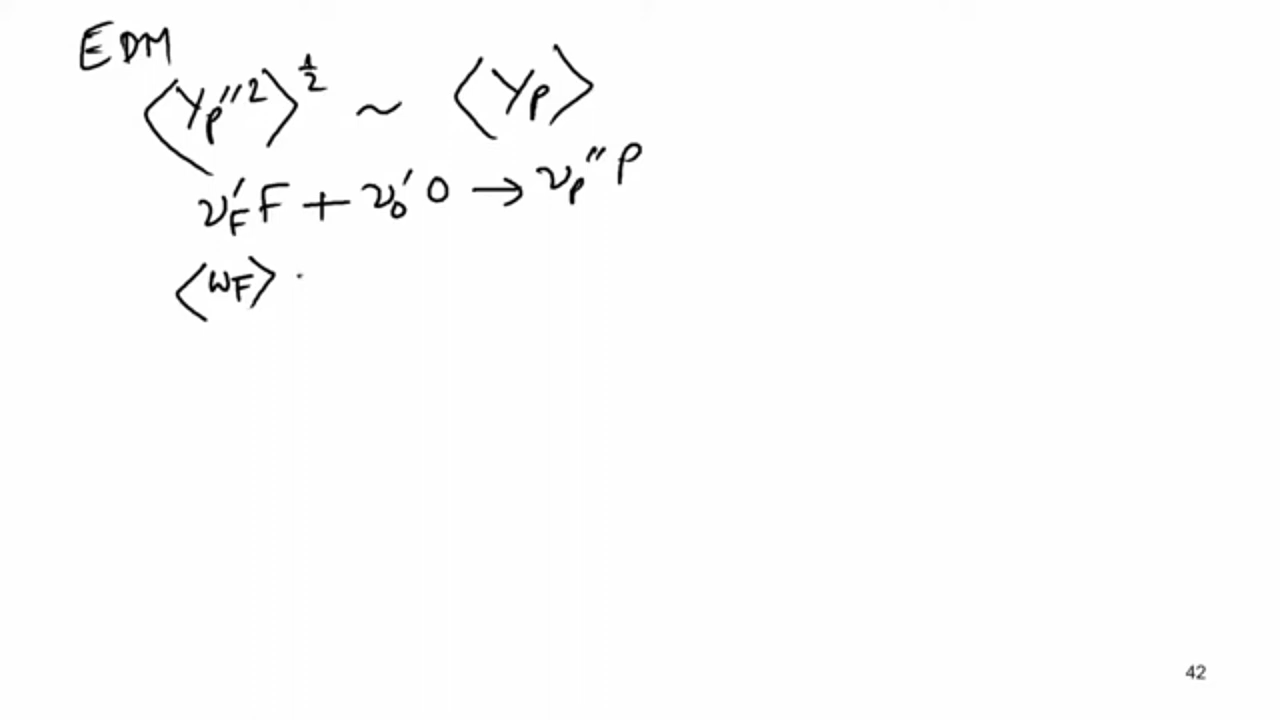 EDM
⟨Y_P''²⟩^½ ~ ⟨Y_P⟩
ν_F' F + ν_O' O → ν_P'' P
⟨ω_F⟩ ·
42